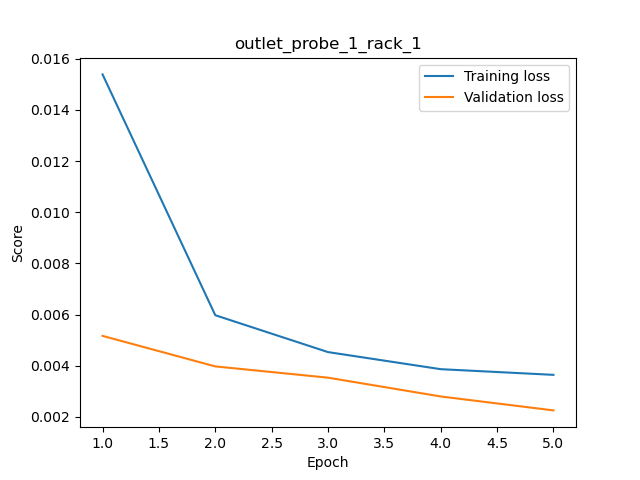 outlet_probe_1_rack_1
Training loss
Validation loss
Score
0.016
0.014
0.012
0.010
0.008
0.006
0.004
0.002
1.0 1.5 2.0 2.5 3.0 3.5 4.0 4.5 5.0
Epoch